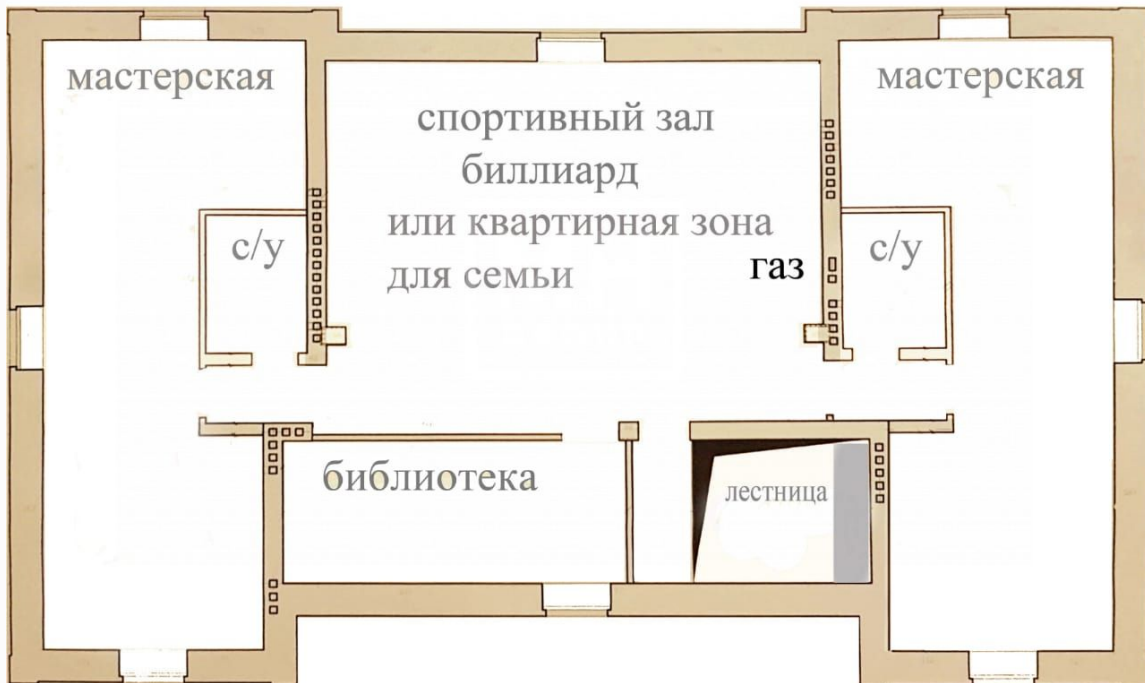 мастерская
мастерская
спортивный зал
биллиард
или квартирная зона
для семьи
газ
с/у
с/у
библиотека
лестница